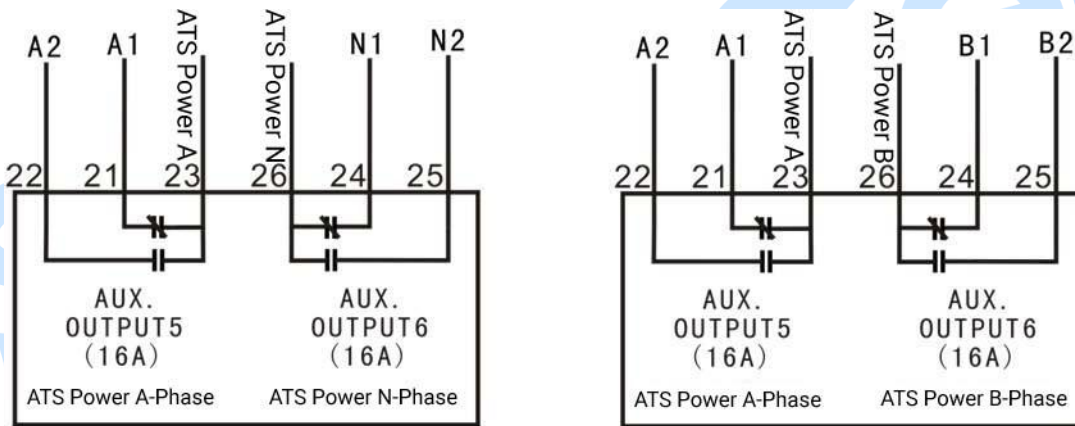 A2 A1 ATS Power A ATS Power N N1 N2
22 21 23 26 24 25
AUX. AUX.
OUTPUT5 OUTPUT6
(16A) (16A)
ATS Power A-Phase ATS Power N-Phase
A2 A1 ATS Power A ATS Power B B1 B2
22 21 23 26 24 25
AUX. AUX.
OUTPUT5 OUTPUT6
(16A) (16A)
ATS Power A-Phase ATS Power B-Phase